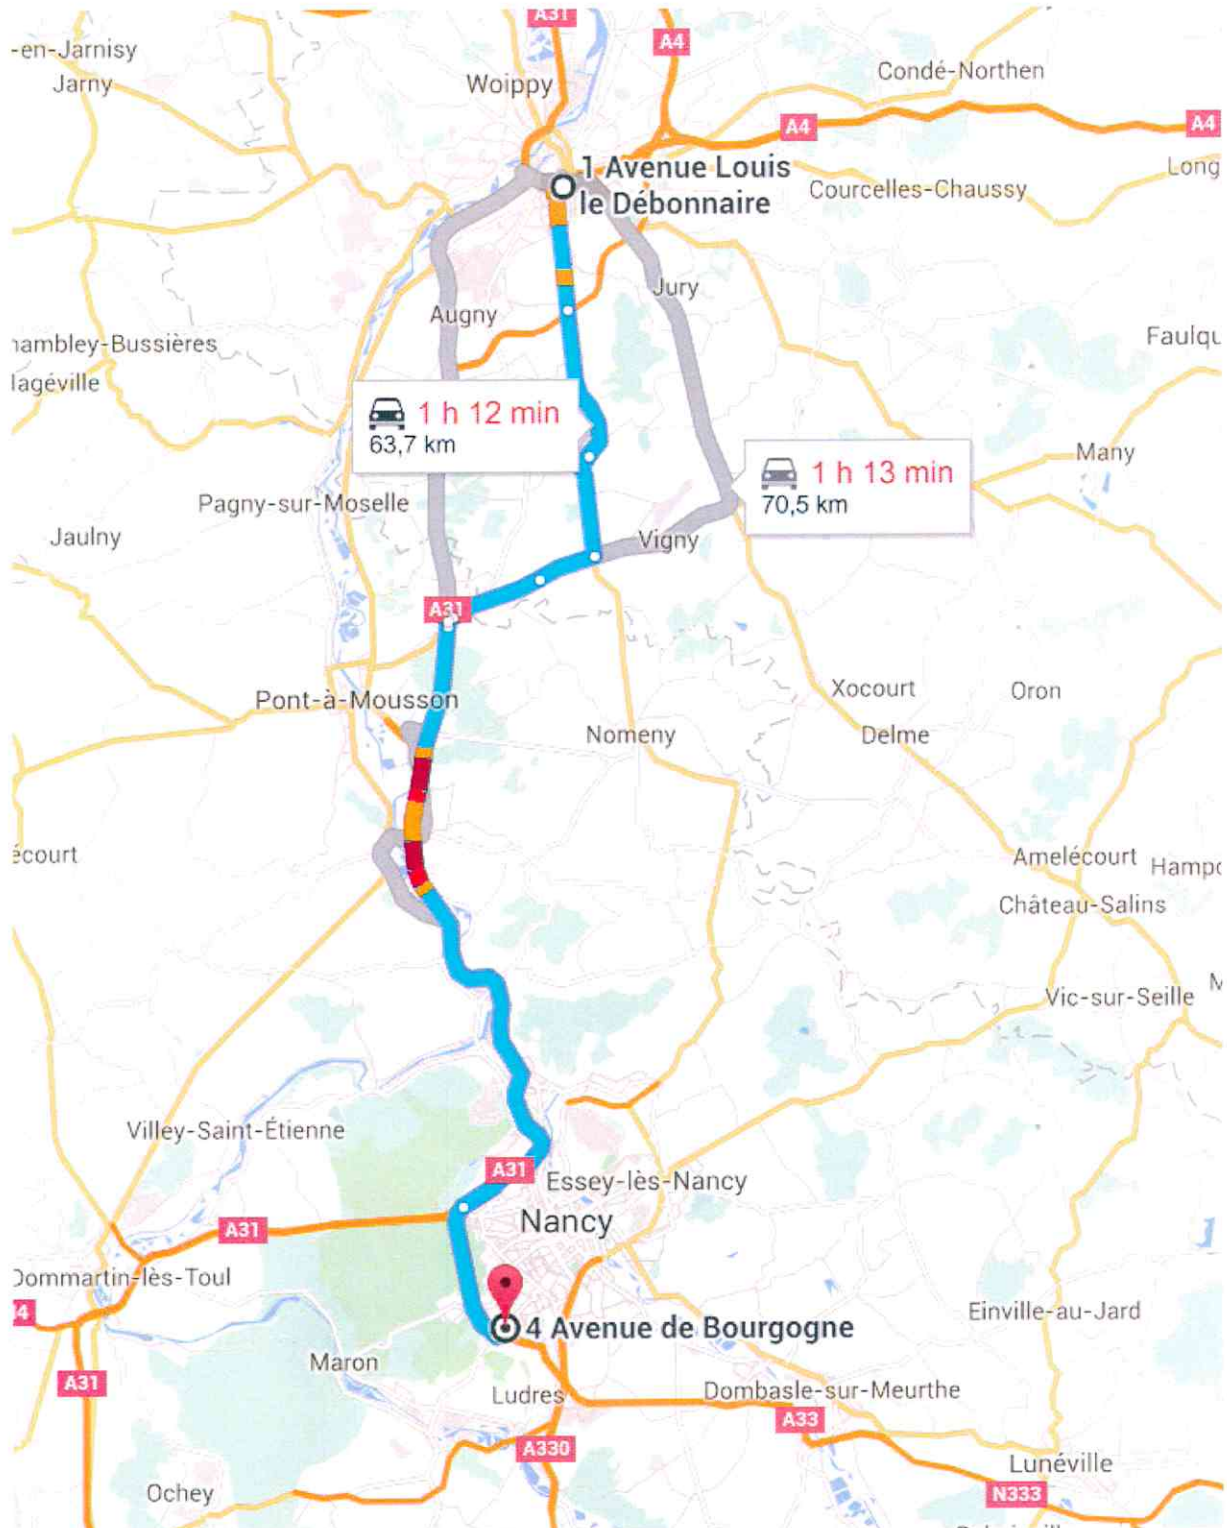 A31
-en-Jarnisy
A4
Jarny
Woippy
Condé-Northen
A4
A4
1 Avenue Louis
le Débonnaire
Long
Courcelles-Chaussy
Jury
Augny
hambley-Bussières
Faulqu
lagéville
1 h 12 min
63,7 km
Many
1 h 13 min
70,5 km
Pagny-sur-Moselle
Jaulny
Vigny
A31
Pont-à-Mousson
Xocourt
Oron
Nomeny
Delme
écourt
Amelécourt
Hampo
Château-Salins
Vic-sur-Seille
M
Villey-Saint-Étienne
A31
Essey-lès-Nancy
Nancy
A31
Dommartin-lès-Toul
4
4 Avenue de Bourgogne
Einville-au-Jard
Maron
A31
Ludres
Dombasle-sur-Meurthe
A33
A330
Lunéville
Ochey
N333